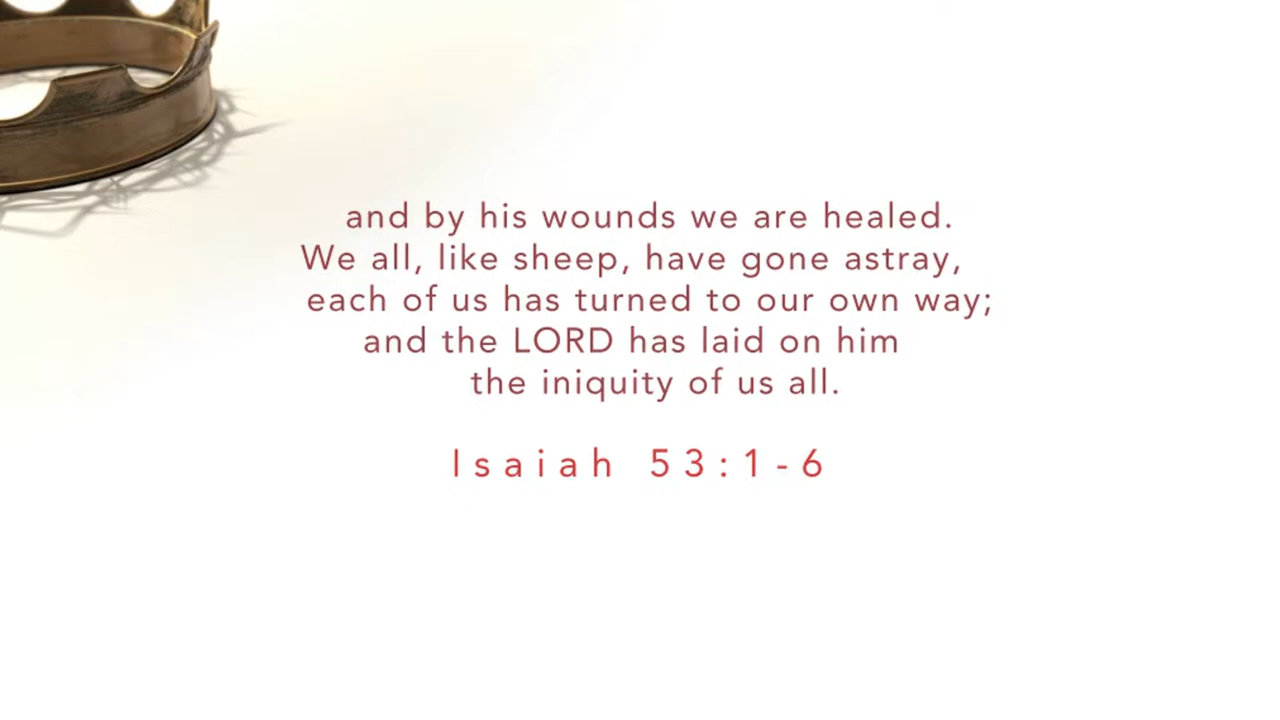 and by his wounds we are healed.
We all, like sheep, have gone astray,
each of us has turned to our own way;
and the LORD has laid on him
the iniquity of us all.
Isaiah 53:1-6